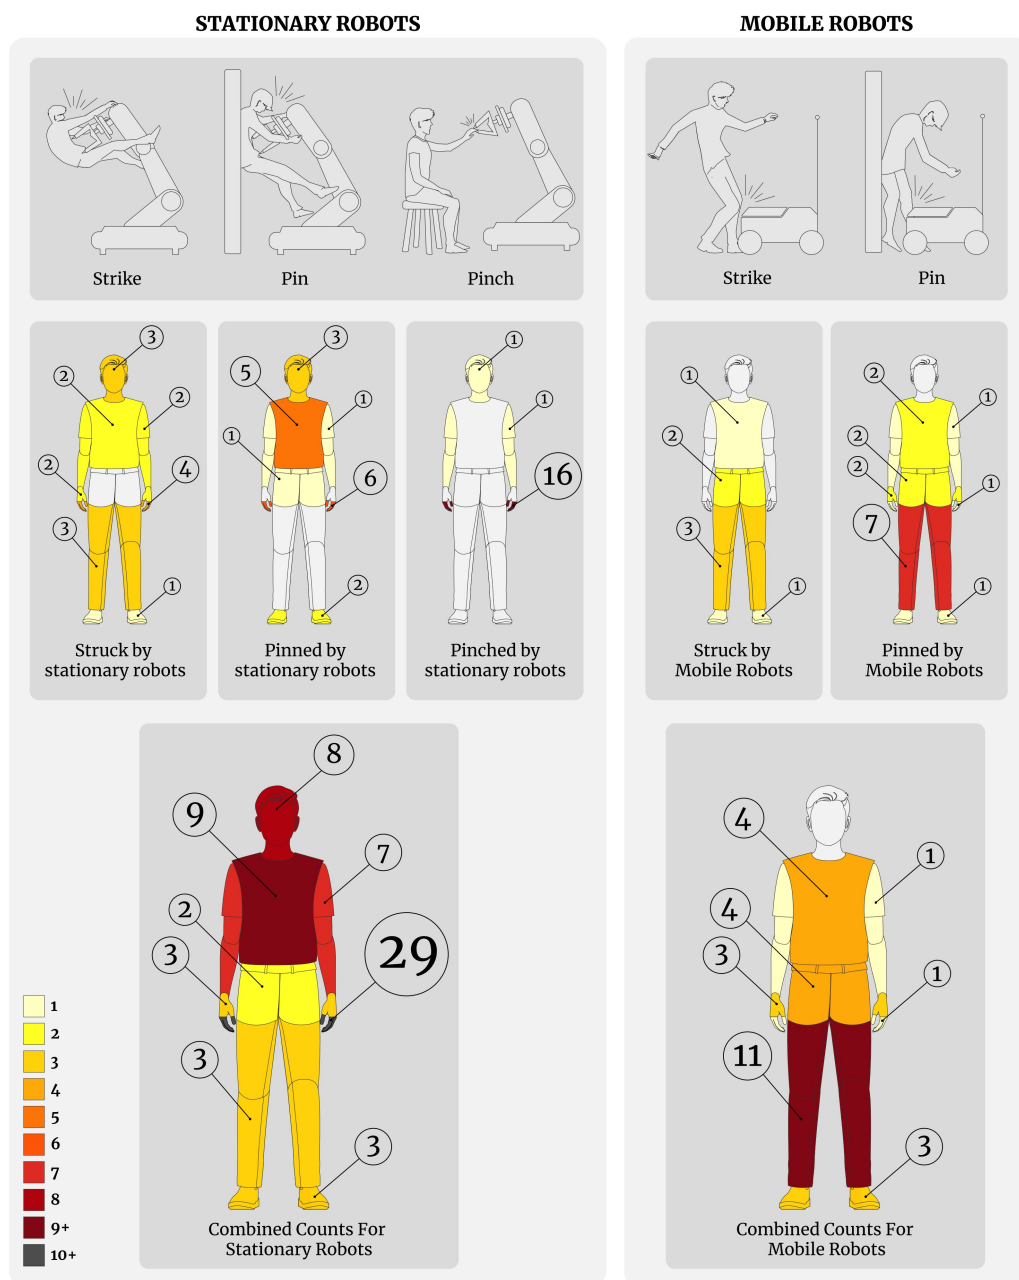 STATIONARY ROBOTS
Strike
Pin
Pinch
3
2
2
2
4
3
1
Struck by
stationary robots
3
5
1
1
6
2
Pinned by
stationary robots
1
1
16
Pinched by
stationary robots
8
9
7
2
3
29
3
3
Combined Counts For
Stationary Robots
1
2
3
4
5
6
7
8
9+
10+
MOBILE ROBOTS
Strike
Pin
1
2
3
1
Struck by
Mobile Robots
2
1
2
2
1
7
1
Pinned by
Mobile Robots
4
1
4
3
1
11
3
Combined Counts For
Mobile Robots